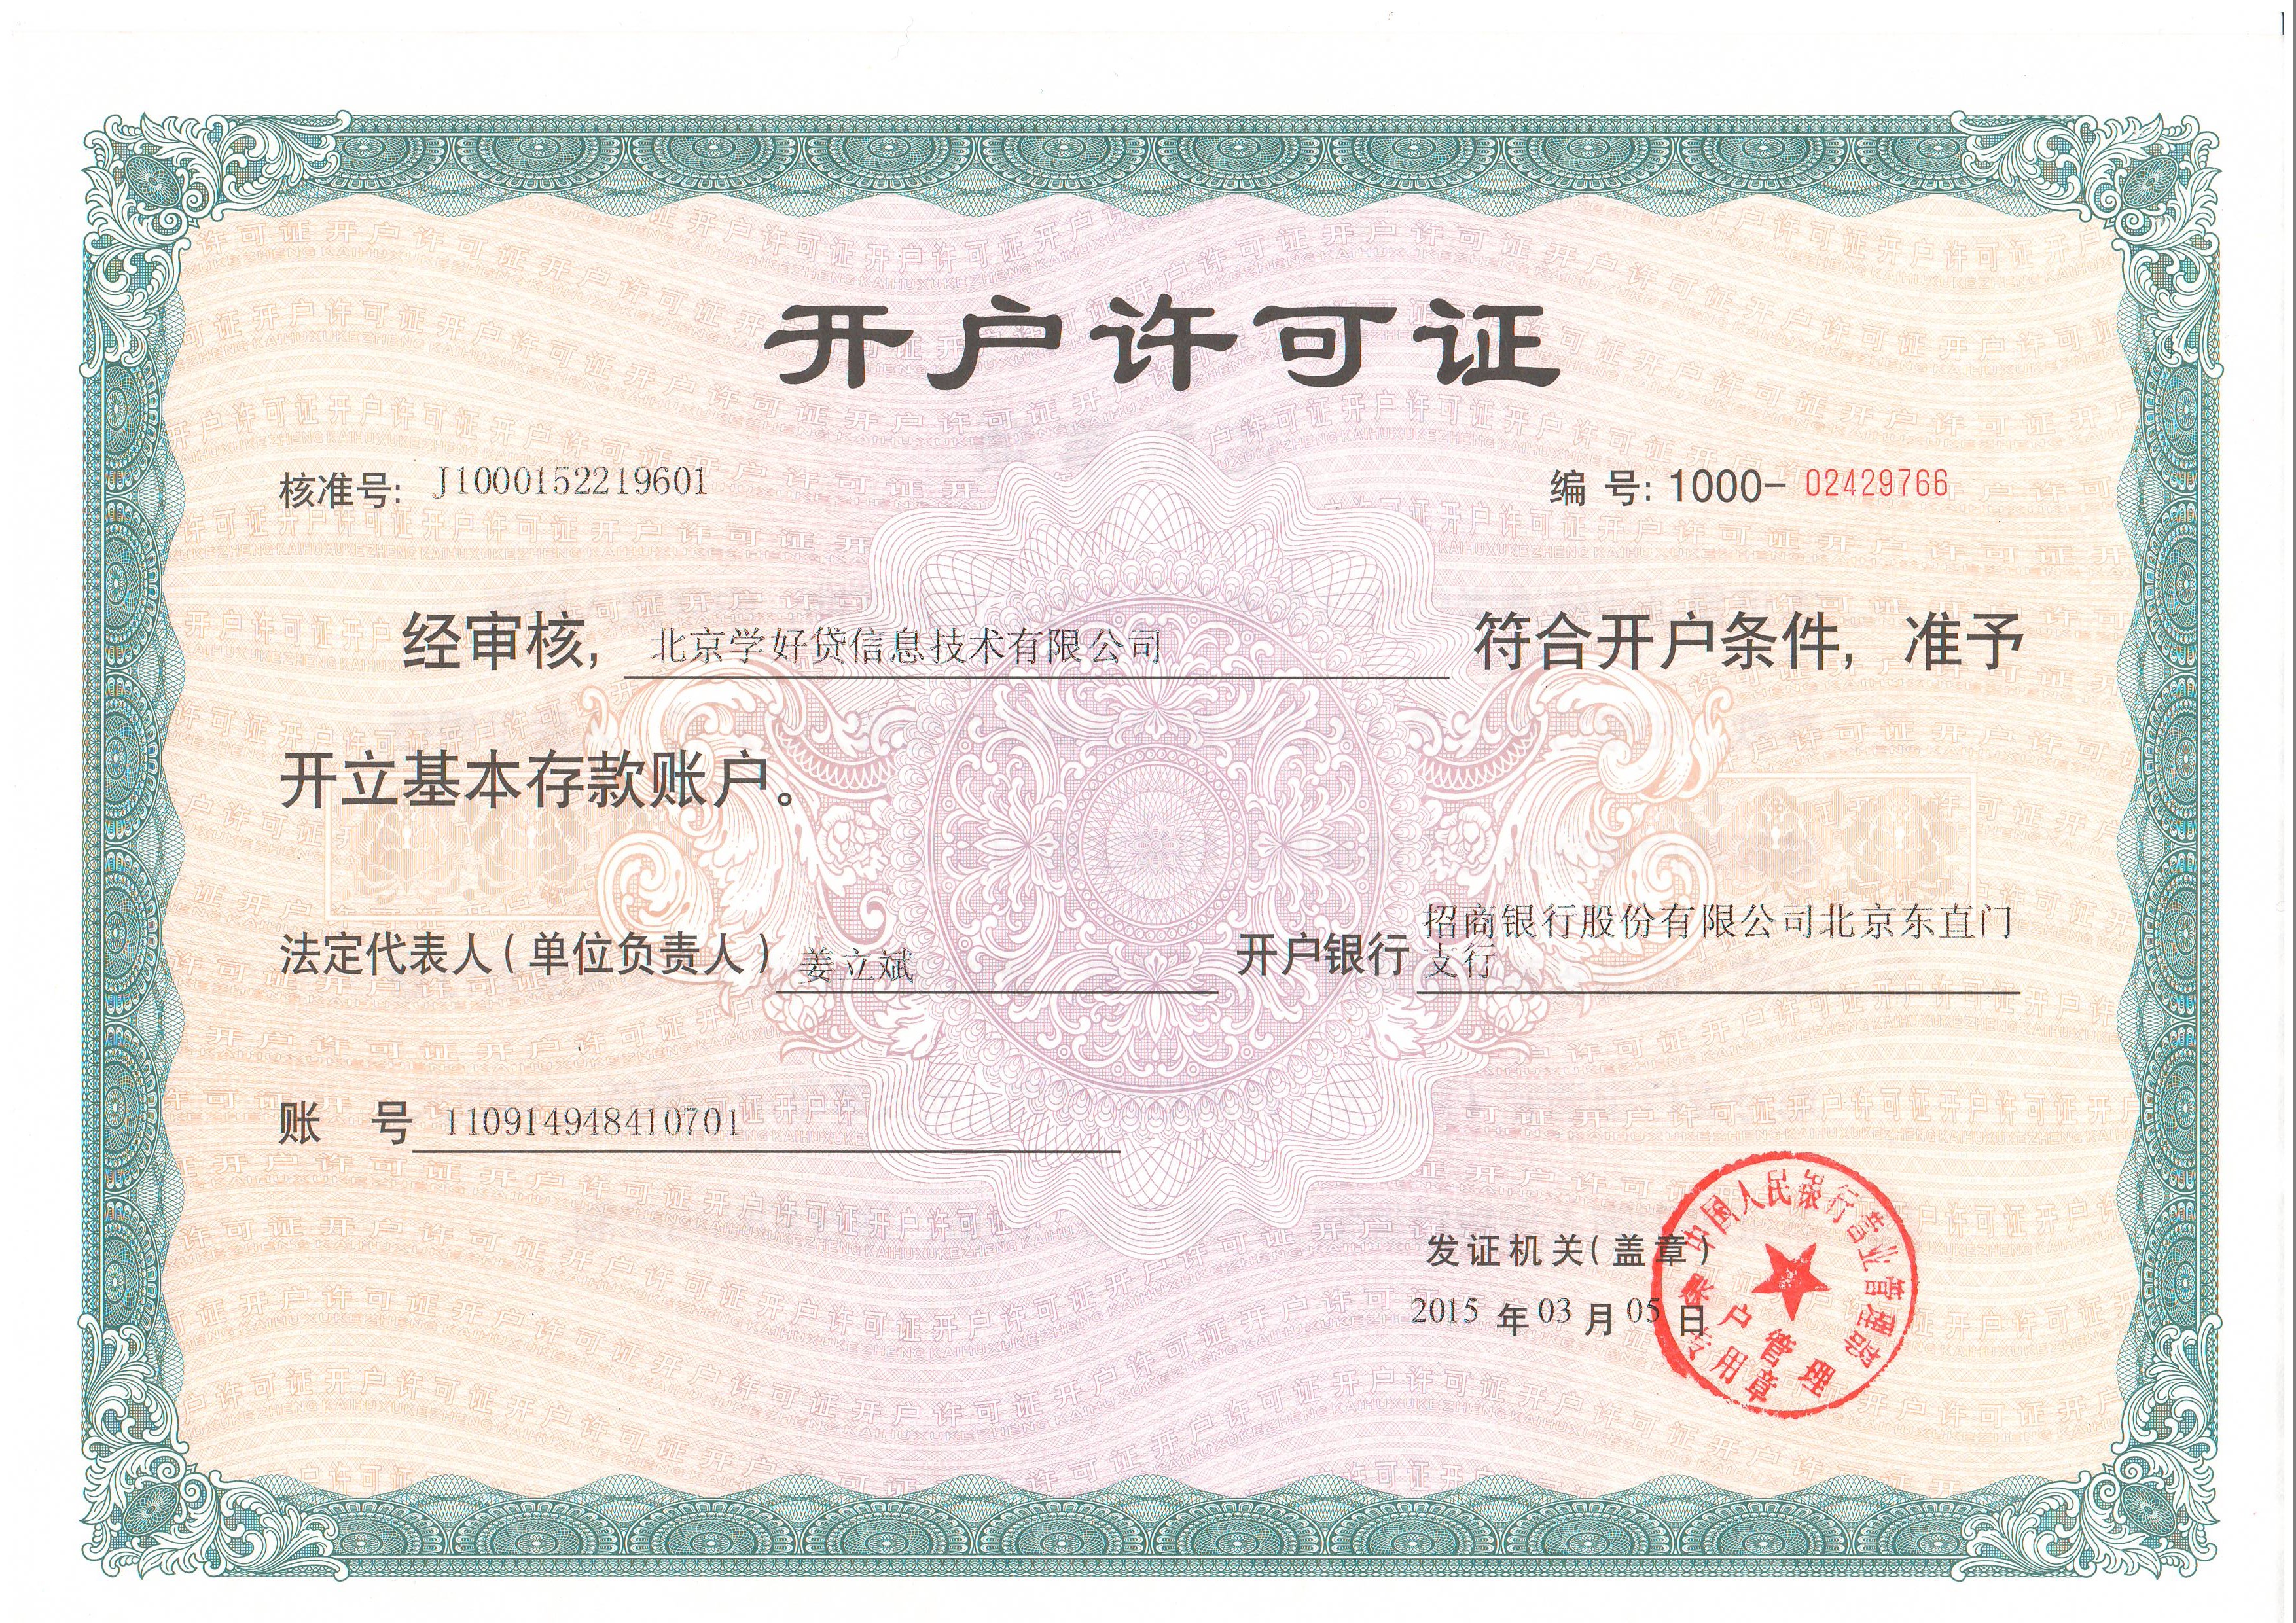 开户许可证
核准号: J1000152219601
编 号: 1000- 02429766
经审核, 北京学好贷信息技术有限公司 符合开户条件, 准予
开立基本存款账户。
法定代表人(单位负责人) 姜立斌 开户银行 招商银行股份有限公司北京东直门
支行
账 号 110914948410701
发证机关(盖章)
2015 年 03 月 05 日
中国人民银行营业管理部
账户管理
专用章